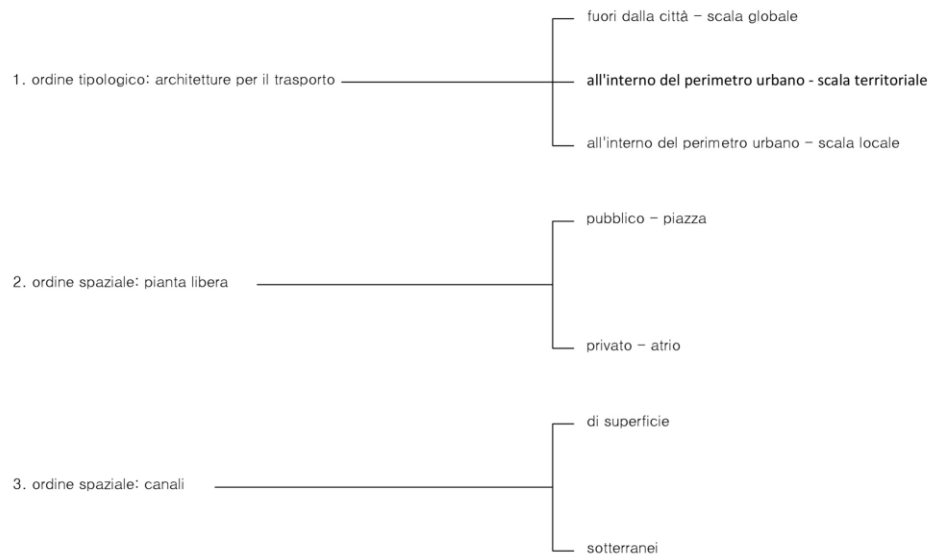 fuori dalla città – scala globale
1. ordine tipologico: architetture per il trasporto
all'interno del perimetro urbano - scala territoriale
all'interno del perimetro urbano – scala locale
pubblico – piazza
2. ordine spaziale: pianta libera
privato – atrio
di superficie
3. ordine spaziale: canali
sotterranei